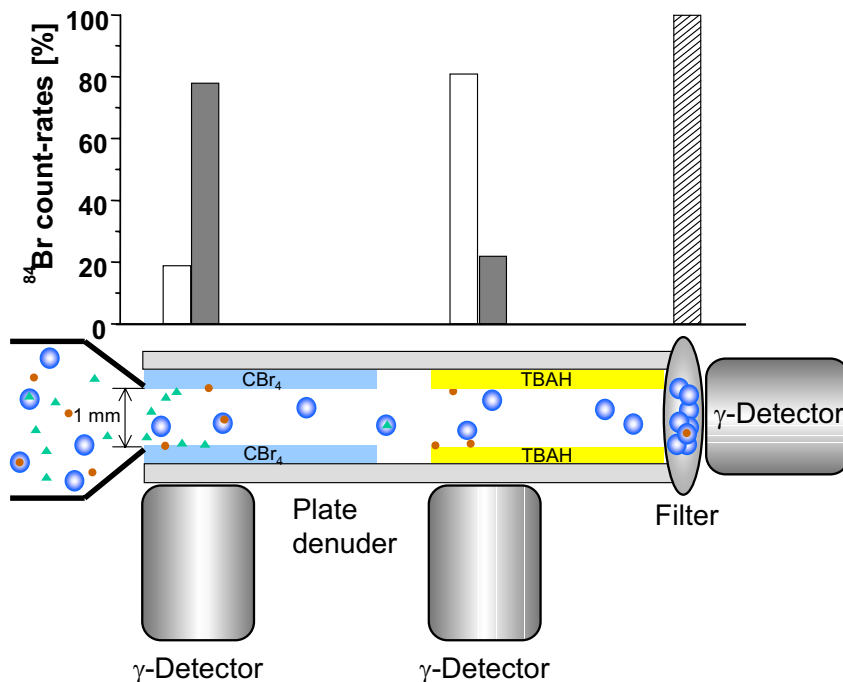 ⁸⁴Br count-rates [%]
100
80
60
40
20
0
CBr₄
TBAH
1 mm
γ-Detector
CBr₄
TBAH
Plate
denuder
Filter
γ-Detector
γ-Detector